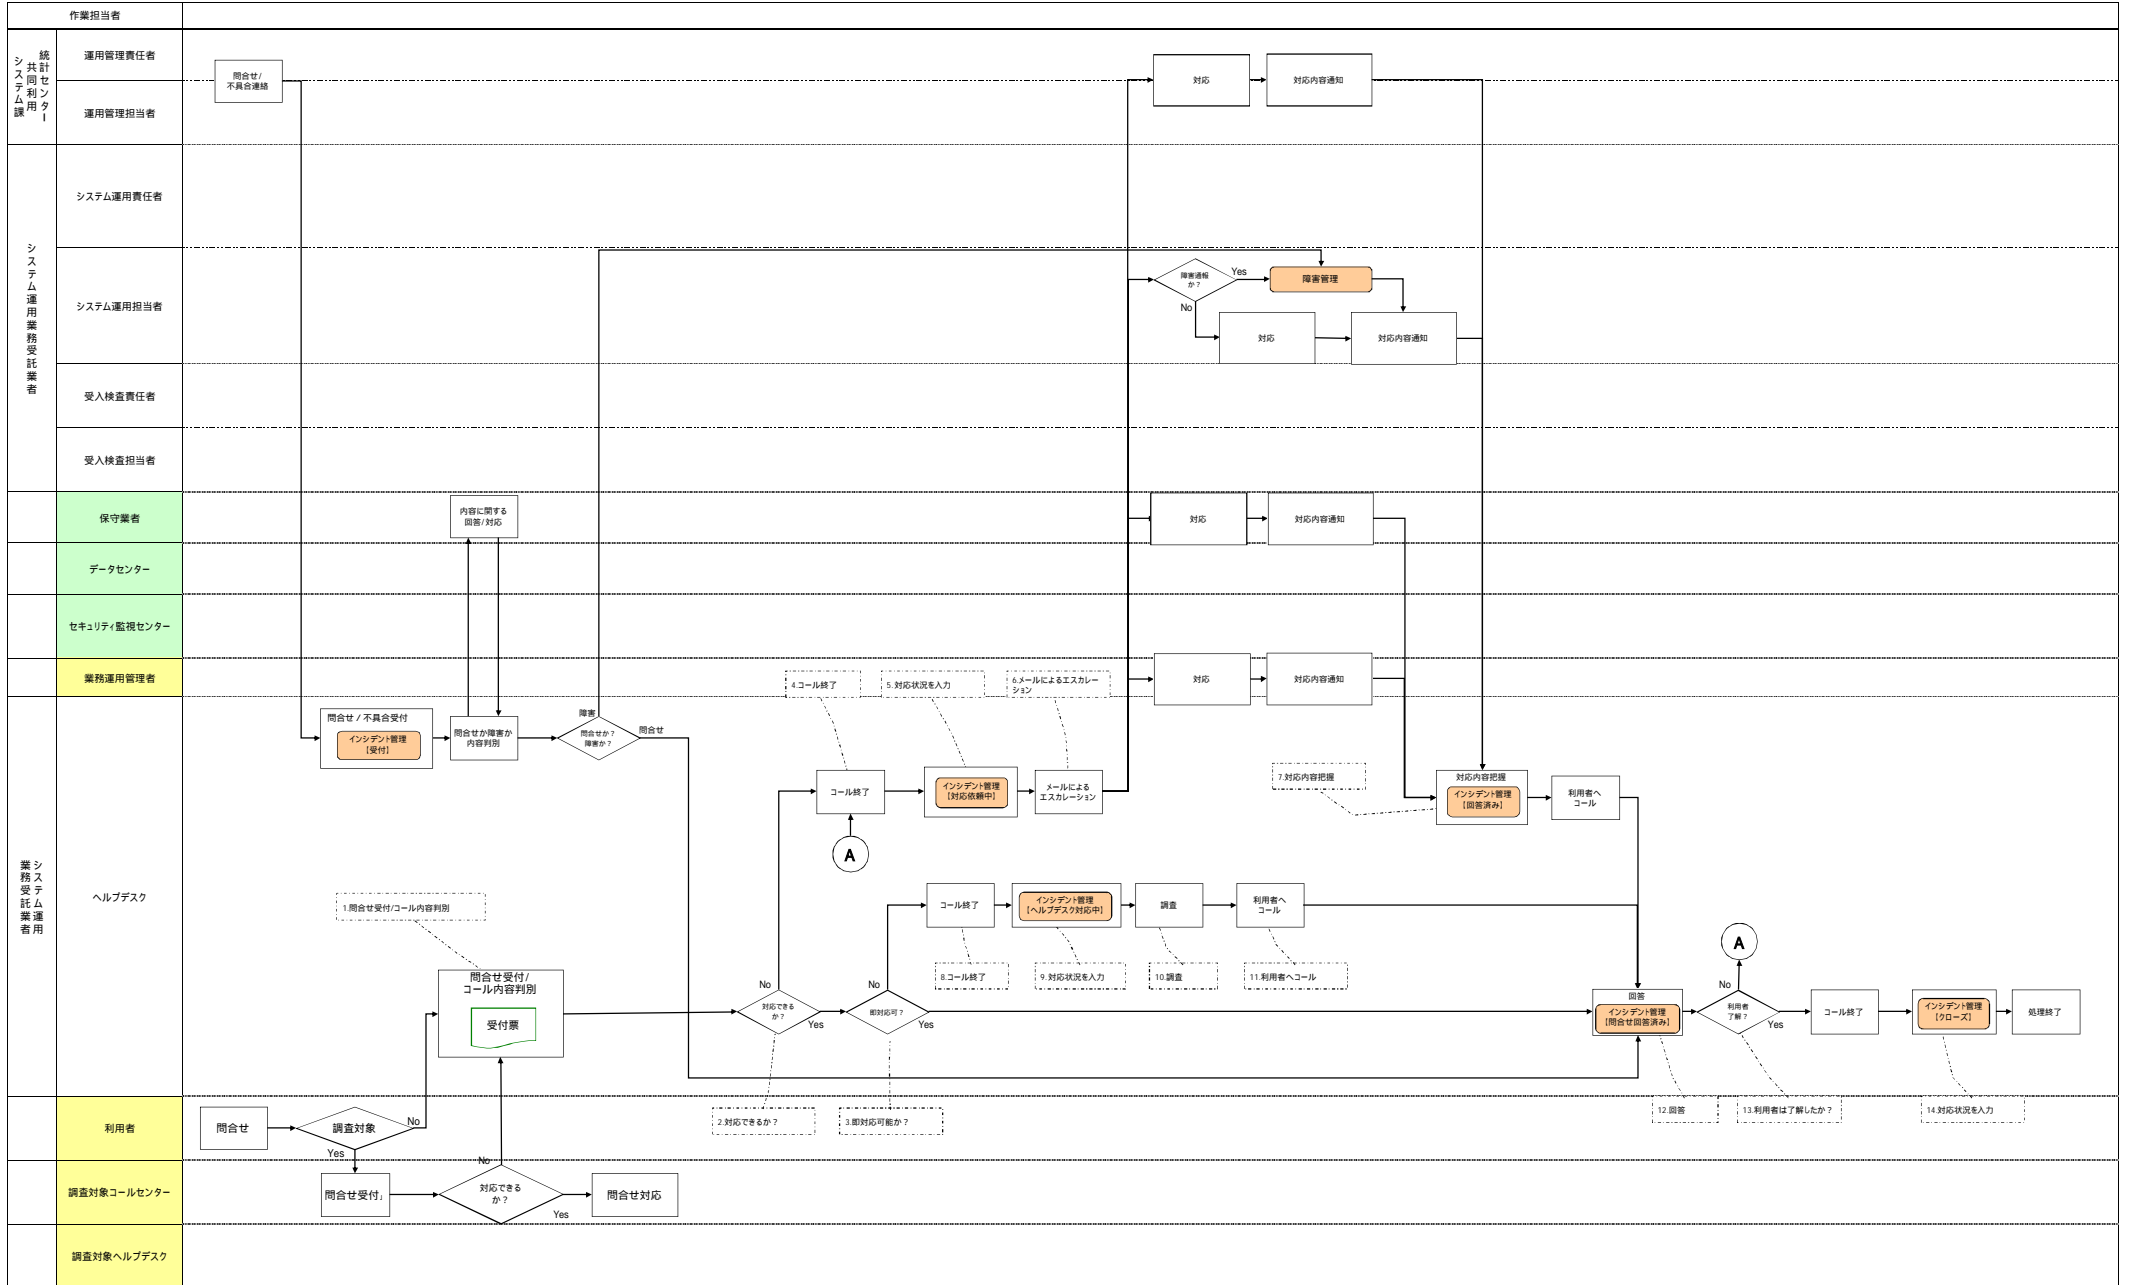 作業担当者
統計センター
共同利用
システム課
運用管理責任者
運用管理担当者
問合せ/
不具合連絡
対応
対応内容通知
システム運用業務受託業者
システム運用責任者
システム運用担当者
障害通報
か？
Yes
No
障害管理
対応
対応内容通知
受入検査責任者
受入検査担当者
保守業者
内容に関する
回答/対応
対応
対応内容通知
データセンター
セキュリティ監視センター
業務運用管理者
4.コール終了
5.対応状況を入力
6.メールによるエスカレー
ション
対応
対応内容通知
システム運用
業務受託業者
ヘルプデスク
問合せ / 不具合受付
インシデント管理
【受付】
問合せか障害か
内容判別
障害
問合せか？
障害か？
問合せ
コール終了
インシデント管理
【対応依頼中】
メールによる
エスカレーション
A
7.対応内容把握
対応内容把握
インシデント管理
【回答済み】
利用者へ
コール
1.問合せ受付/コール内容判別
コール終了
インシデント管理
【ヘルプデスク対応中】
調査
利用者へ
コール
8.コール終了
9.対応状況を入力
10.調査
11.利用者へコール
問合せ受付/
コール内容判別
受付票
No
対応できる
か？
Yes
No
即対応可？
Yes
回答
インシデント管理
【問合せ回答済み】
A
No
利用者
了解？
Yes
コール終了
インシデント管理
【クローズ】
処理終了
利用者
問合せ
調査対象
No
Yes
2.対応できるか？
3.即対応可能か？
12.回答
13.利用者は了解したか？
14.対応状況を入力
調査対象コールセンター
問合せ受付」
No
対応できる
か？
Yes
問合せ対応
調査対象ヘルプデスク